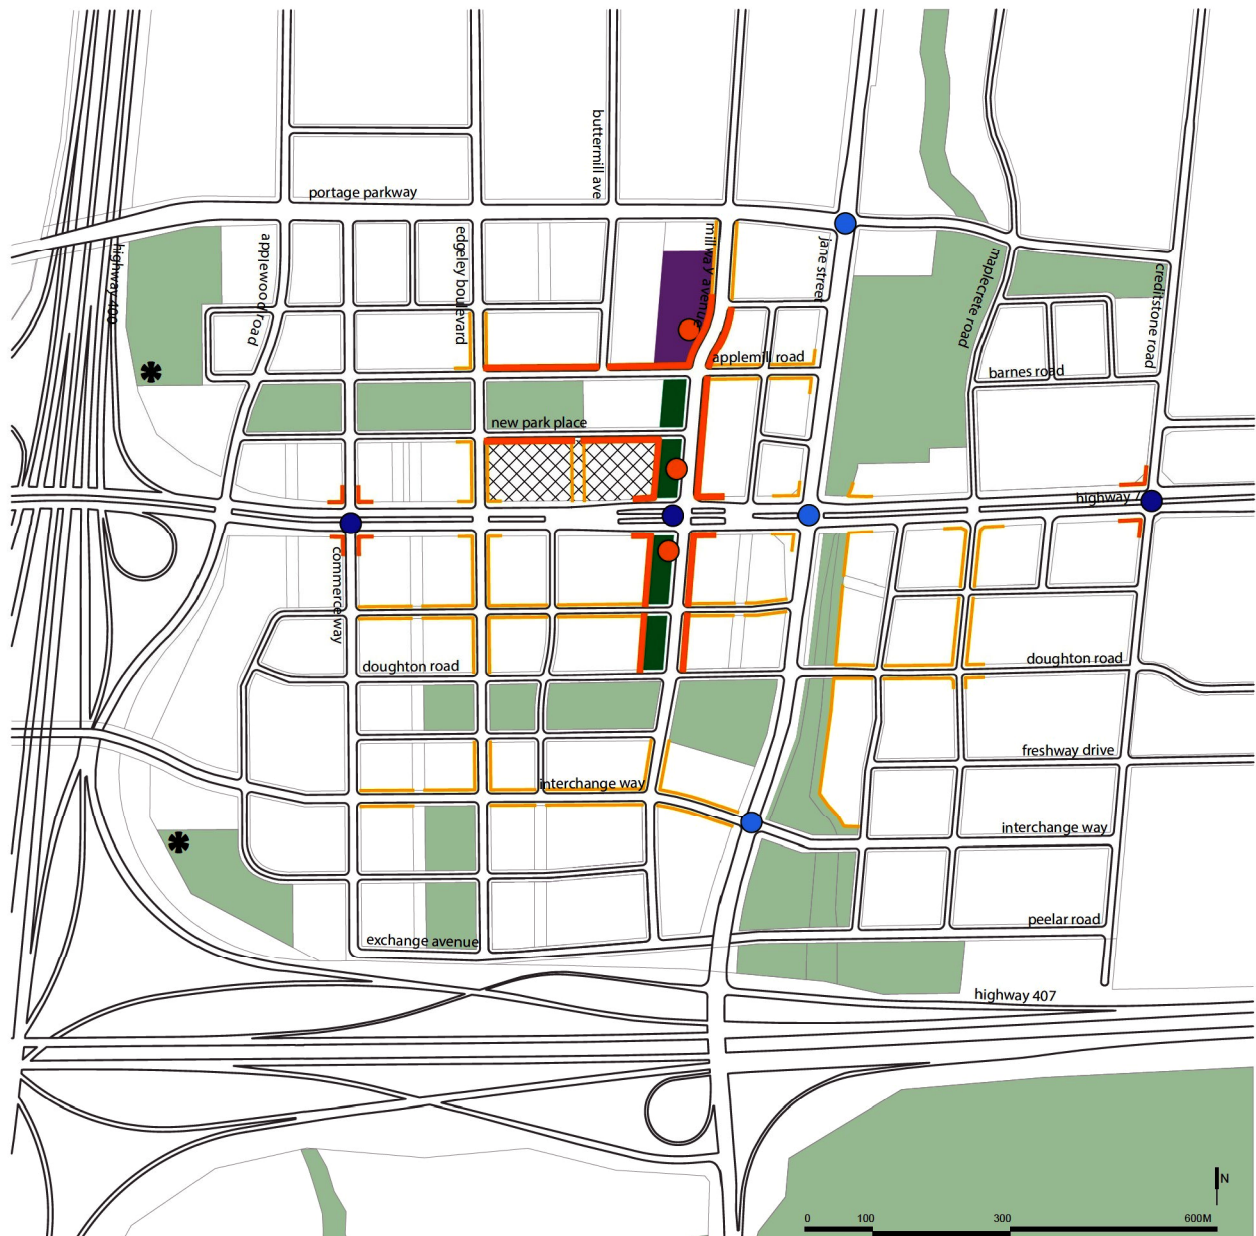 buttermill ave
portage parkway
highway 400
applewood road
edgeley boulevard
millway avenue
jane street
maplecrete road
creditstone road
applemill road
barnes road
new park place
highway 7
commerce way
doughton road
doughton road
freshway drive
interchange way
interchange way
peelar road
exchange avenue
highway 407
N
0 100 300 600M